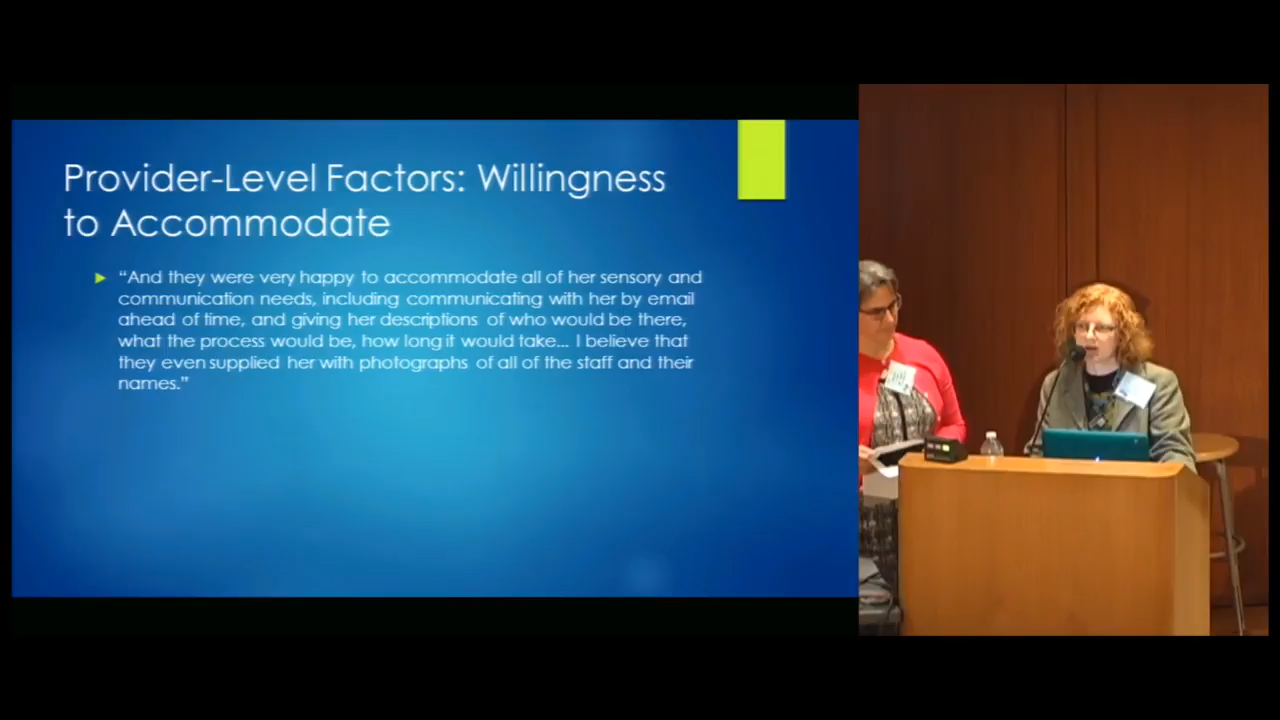 Provider-Level Factors: Willingness
to Accommodate
“And they were very happy to accommodate all of her sensory and
communication needs, including communicating with her by email
ahead of time, and giving her descriptions of who would be there,
what the process would be, how long it would take... I believe that
they even supplied her with photographs of all of the staff and their
names.”